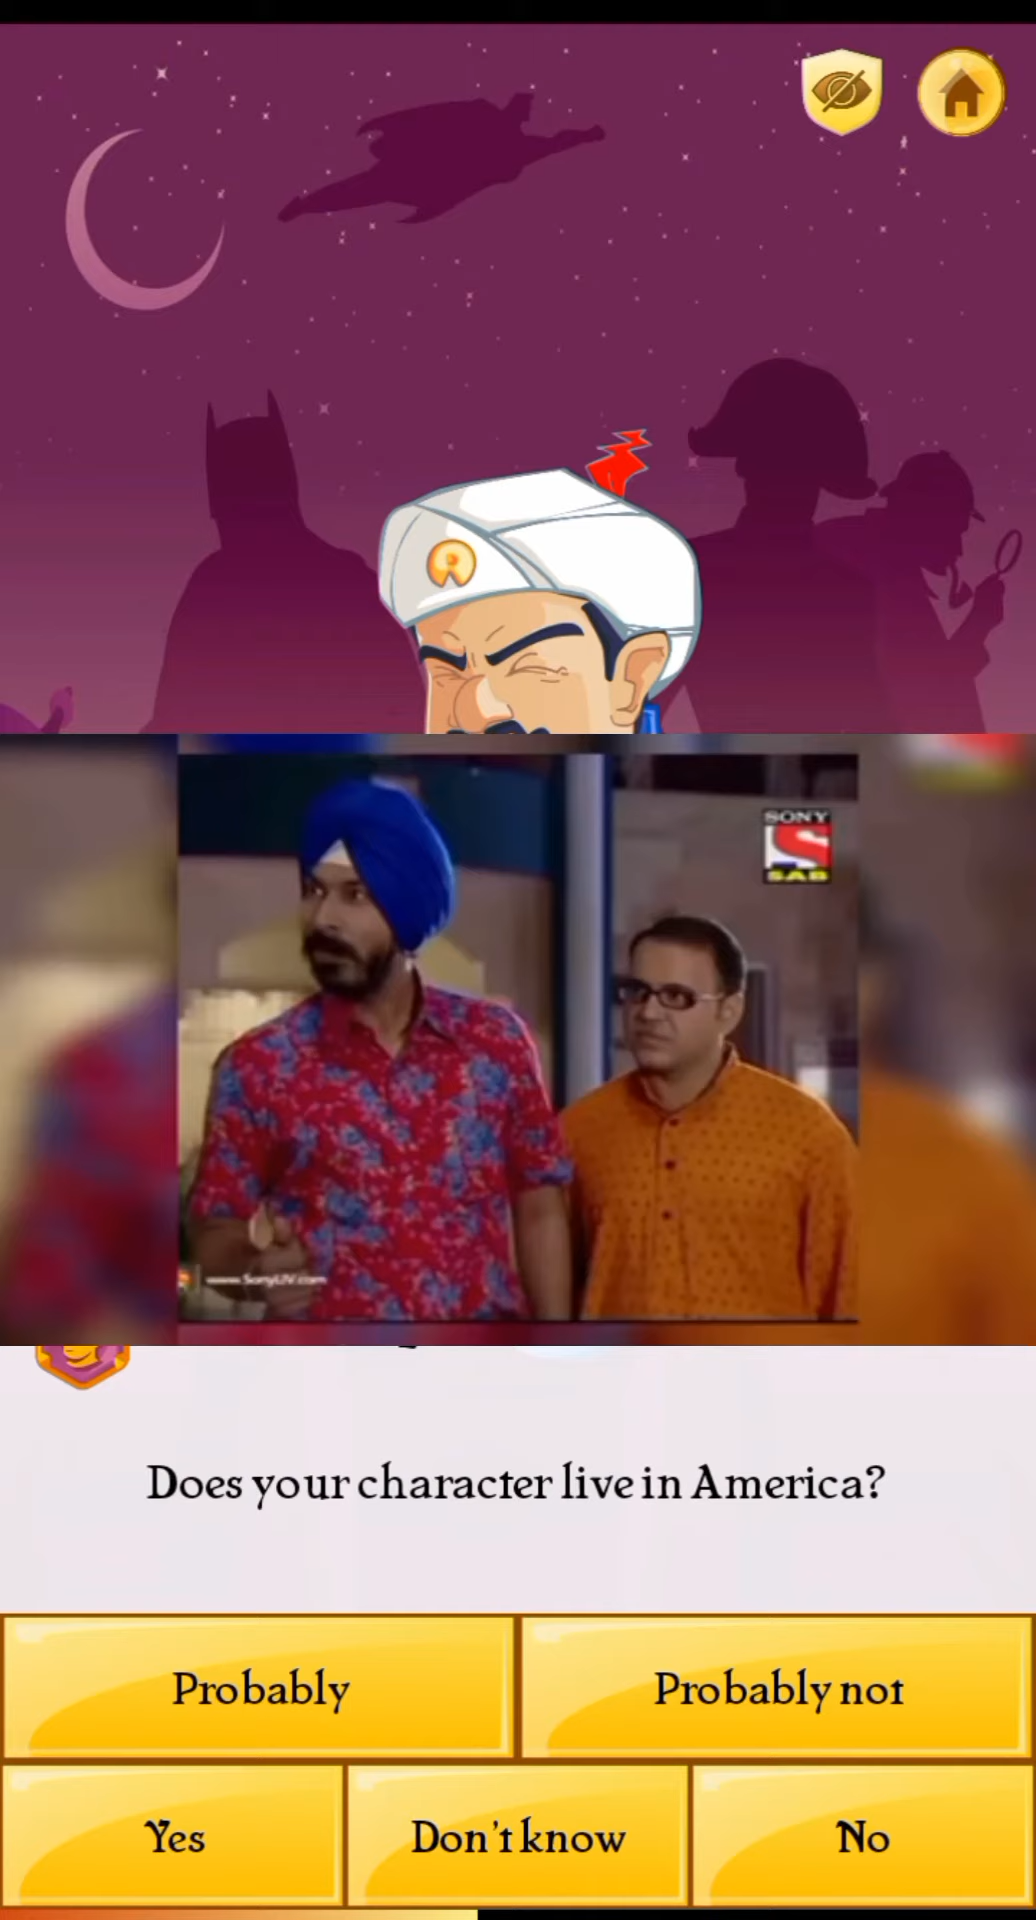 SONY
S
SAB
www.SonyLIV.com
Does your character live in America?
Probably
Probably not
Yes
Don't know
No